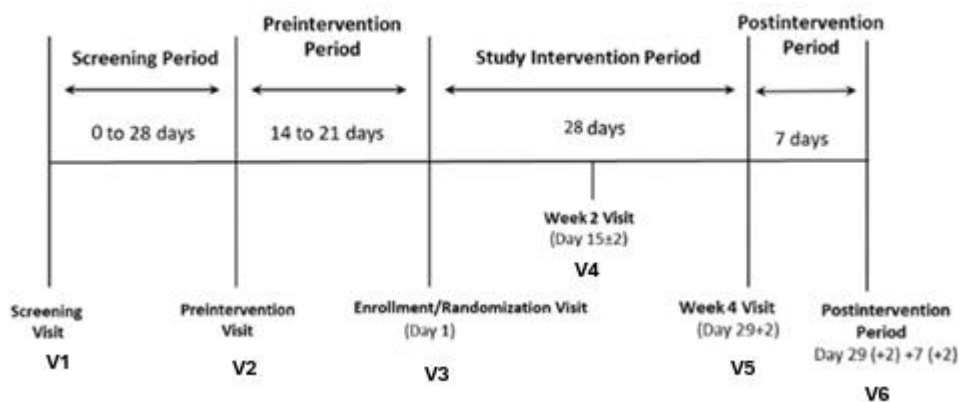 Screening Period
Preintervention
Period
Study Intervention Period
Postintervention
Period
0 to 28 days
14 to 21 days
28 days
7 days
Week 2 Visit
(Day 15±2)
V4
Screening
Visit
V1
Preintervention
Visit
V2
Enrollment/Randomization Visit
(Day 1)
V3
Week 4 Visit
(Day 29+2)
V5
Postintervention
Period
Day 29 (+2) +7 (+2)
V6